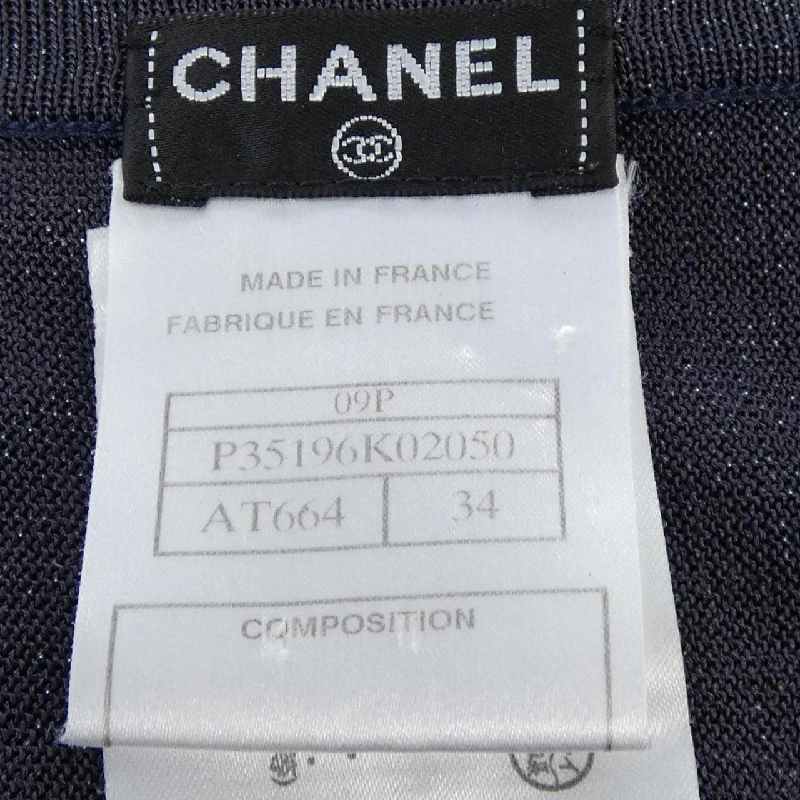 CHANEL
MADE IN FRANCE
FABRIQUE EN FRANCE
09P
P35196K02050
AT664 34
COMPOSITION